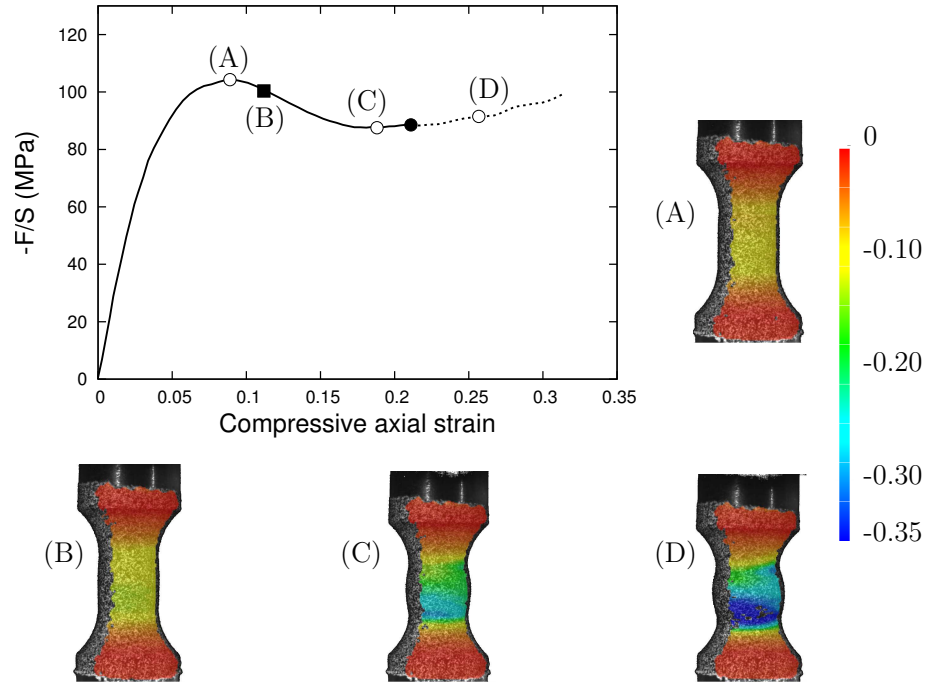 120
100
80
60
40
20
0
-F/S (MPa)
(A)
(B)
(C)
(D)
0 0.05 0.1 0.15 0.2 0.25 0.3 0.35
Compressive axial strain
(A)
0
-0.10
-0.20
-0.30
-0.35
(B)
(C)
(D)